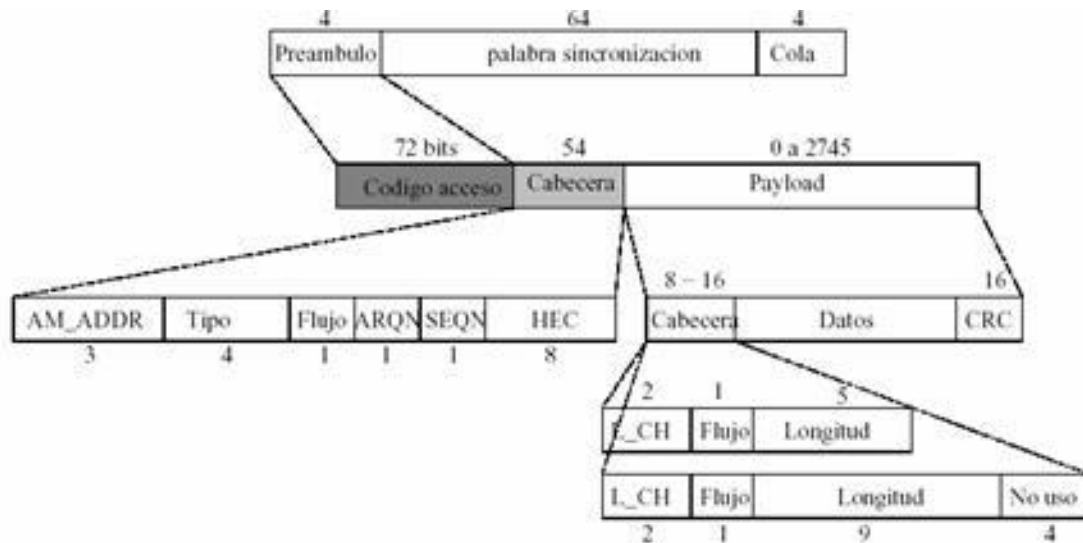 4 64 4
Preambulo palabra sincronizacion Cola
72 bits 54 0 a 2745
Codigo acceso Cabecera Payload
8 – 16 16
AM_ADDR Tipo Flujo ARQN SEQN HEC Cabecera Datos CRC
3 4 1 1 1 8
2 1 5
L_CH Flujo Longitud
L_CH Flujo Longitud No uso
2 1 9 4